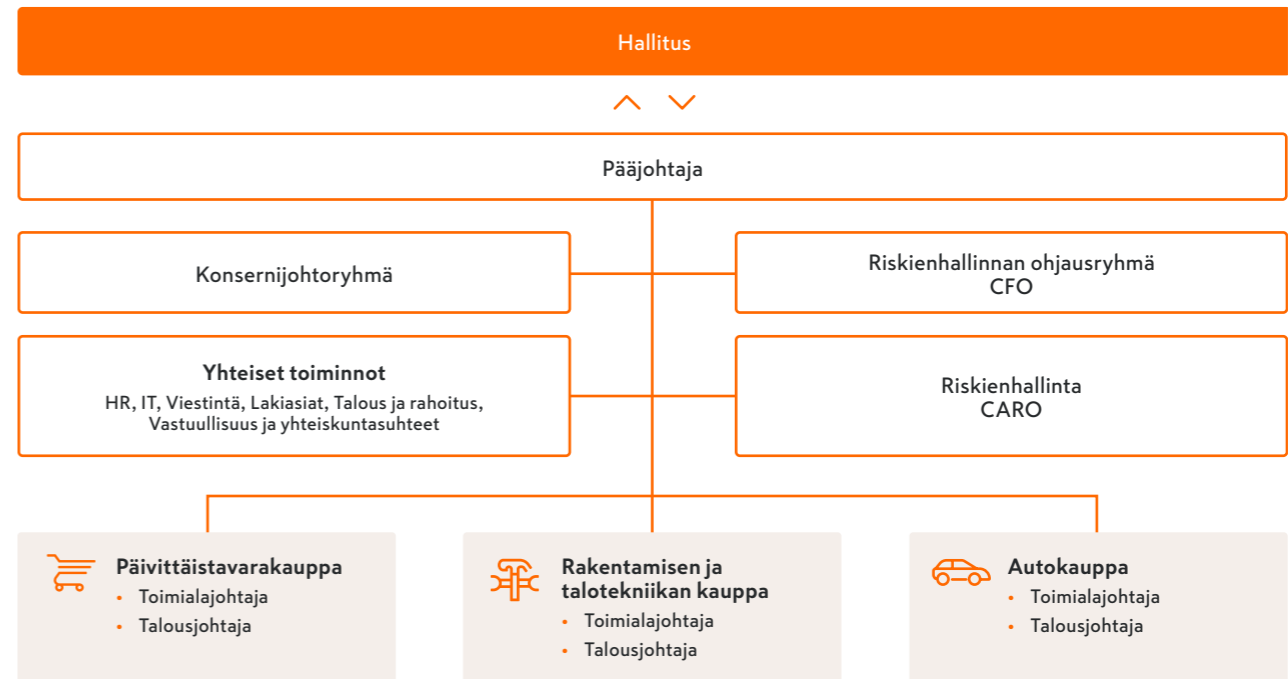 Hallitus
Pääjohtaja
Konsernijohtoryhmä
Riskienhallinnan ohjausryhmä
CFO
Yhteiset toiminnot
HR, IT, Viestintä, Lakiasiat, Talous ja rahoitus,
Vastuullisuus ja yhteiskuntasuhteet
Riskienhallinta
CARO
Päivittäistavarakauppa
• Toimialajohtaja
• Talousjohtaja
Rakentamisen ja
talotekniikan kauppa
• Toimialajohtaja
• Talousjohtaja
Autokauppa
• Toimialajohtaja
• Talousjohtaja